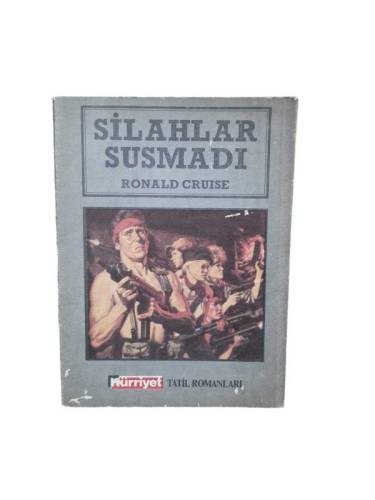 SİLAHLAR
SUSMADI
RONALD CRUISE
Hürriyet TATİL ROMANLARI